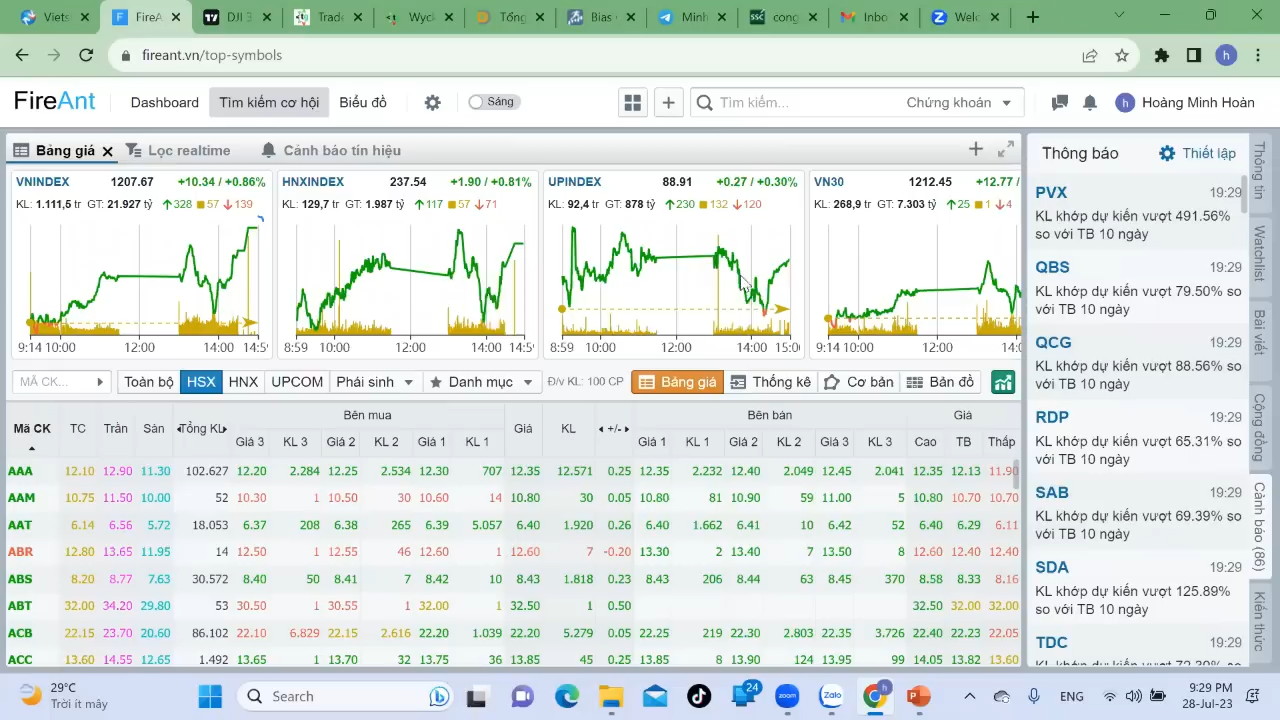 Viets
FireA
DJI 3
Trade
Wyck
Tổng
Bias
Minh
cong
Inbo
Welc
fireant.vn/top-symbols
FireAnt
Dashboard
Tìm kiếm cơ hội
Biểu đồ
Sáng
Tìm kiếm...
Chứng khoán
Hoàng Minh Hoàn
Bảng giá
Lọc realtime
Cảnh báo tín hiệu
VNINDEX 1207.67 +10.34 / +0.86%
KL: 1.111,5 tr GT: 21.927 tỷ 328 57 139
9:14 10:00 12:00 14:00 14:59
HNXINDEX 237.54 +1.90 / +0.81%
KL: 129,7 tr GT: 1.987 tỷ 117 57 71
8:59 10:00 12:00 14:00 14:59
UPINDEX 88.91 +0.27 / +0.30%
KL: 92,4 tr GT: 878 tỷ 230 132 120
8:59 10:00 12:00 14:00 15:00
VN30 1212.45 +12.77 /
KL: 268,9 tr GT: 7.303 tỷ 25 1 4
9:14 10:00 12:00 14:00
MÃ CK...
Toàn bộ HSX HNX UPCOM Phái sinh Danh mục Đ/v KL: 100 CP Bảng giá Thống kê Cơ bản Bản đồ
Bên mua Bên bán Giá
Mã CK TC Trần Sàn Tổng KL Giá 3 KL 3 Giá 2 KL 2 Giá 1 KL 1 Giá KL +/- Giá 1 KL 1 Giá 2 KL 2 Giá 3 KL 3 Cao TB Thấp
AAA 12.10 12.90 11.30 102.627 12.20 2.284 12.25 2.534 12.30 707 12.35 12.571 0.25 12.35 2.232 12.40 2.049 12.45 2.041 12.35 12.13 11.90
AAM 10.75 11.50 10.00 52 10.30 1 10.50 30 10.60 14 10.80 30 0.05 10.80 81 10.90 59 11.00 5 10.80 10.70 10.70
AAT 6.14 6.56 5.72 18.053 6.37 208 6.38 265 6.39 5.057 6.40 1.920 0.26 6.40 1.662 6.41 10 6.42 52 6.40 6.29 6.11
ABR 12.80 13.65 11.95 14 12.50 1 12.55 46 12.60 1 12.60 7 -0.20 13.30 2 13.40 7 13.50 8 12.60 12.40 12.40
ABS 8.20 8.77 7.63 30.572 8.40 50 8.41 7 8.42 10 8.43 1.818 0.23 8.43 206 8.44 63 8.45 370 8.58 8.33 8.16
ABT 32.00 34.20 29.80 53 30.50 1 30.55 1 32.00 1 32.50 1 0.50 32.50 32.00 32.00
ACB 22.15 23.70 20.60 86.102 22.10 6.829 22.15 2.616 22.20 1.039 22.20 5.279 0.05 22.25 219 22.30 2.803 22.35 3.726 22.40 22.23 22.05
ACC 13.60 14.55 12.65 1.492 13.65 1 13.70 32 13.75 36 13.85 45 0.25 13.85 8 13.90 124 13.95 99 14.05 13.82 13.60
Thông báo
Thiết lập
PVX 19:29
KL khớp dự kiến vượt 491.56%
so với TB 10 ngày
QBS 19:29
KL khớp dự kiến vượt 79.50% so
với TB 10 ngày
QCG 19:29
KL khớp dự kiến vượt 88.56% so
với TB 10 ngày
RDP 19:29
KL khớp dự kiến vượt 65.31% so
với TB 10 ngày
SAB 19:29
KL khớp dự kiến vượt 69.39% so
với TB 10 ngày
SDA 19:29
KL khớp dự kiến vượt 125.89%
so với TB 10 ngày
TDC 19:29
KL khớp dự kiến vượt 72.39% so
Thông tin
Watchlist
Bài viết
Cộng đồng
Cảnh báo (86)
Kiến thức
29°C
Trời ít mây
Search
24
zoom
Zalo
ENG
9:29 PM
28-Jul-23